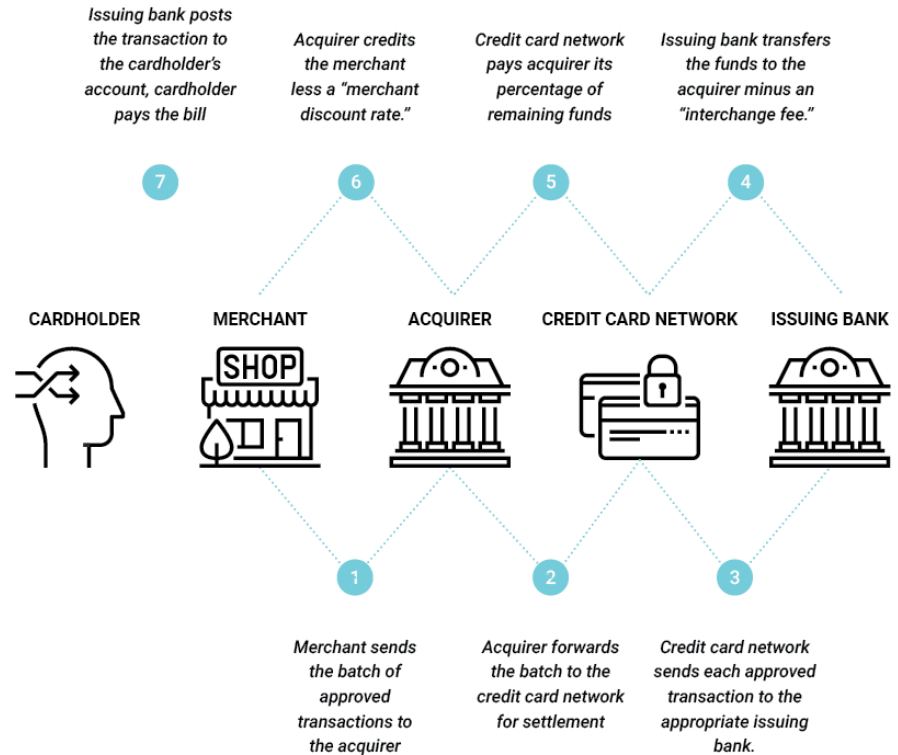 Issuing bank posts
the transaction to
the cardholder's
account, cardholder
pays the bill
Acquirer credits
the merchant
less a “merchant
discount rate.”
Credit card network
pays acquirer its
percentage of
remaining funds
Issuing bank transfers
the funds to the
acquirer minus an
“interchange fee.”
7
6
5
4
CARDHOLDER
MERCHANT
ACQUIRER
CREDIT CARD NETWORK
ISSUING BANK
SHOP
1
2
3
Merchant sends
the batch of
approved
transactions to
the acquirer
Acquirer forwards
the batch to the
credit card network
for settlement
Credit card network
sends each approved
transaction to the
appropriate issuing
bank.